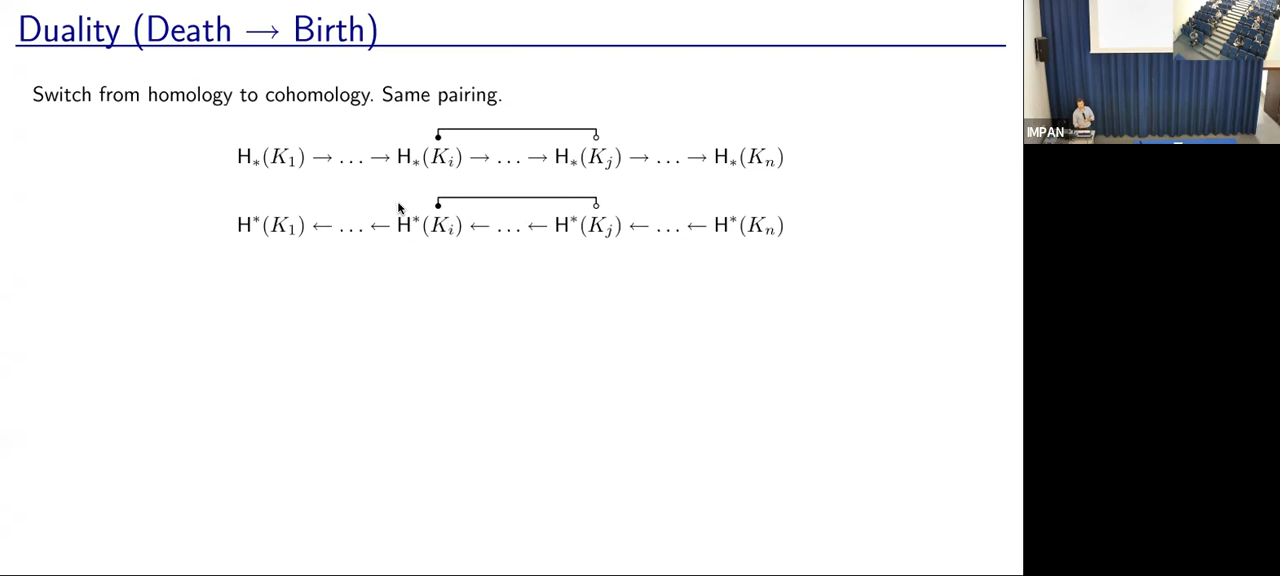 Duality (Death → Birth)
Switch from homology to cohomology. Same pairing.
H∗(K₁) → … → H∗(Kᵢ) → … → H∗(Kⱼ) → … → H∗(Kₙ)
H*(K₁) ← … ← H*(Kᵢ) ← … ← H*(Kⱼ) ← … ← H*(Kₙ)
IMPAN